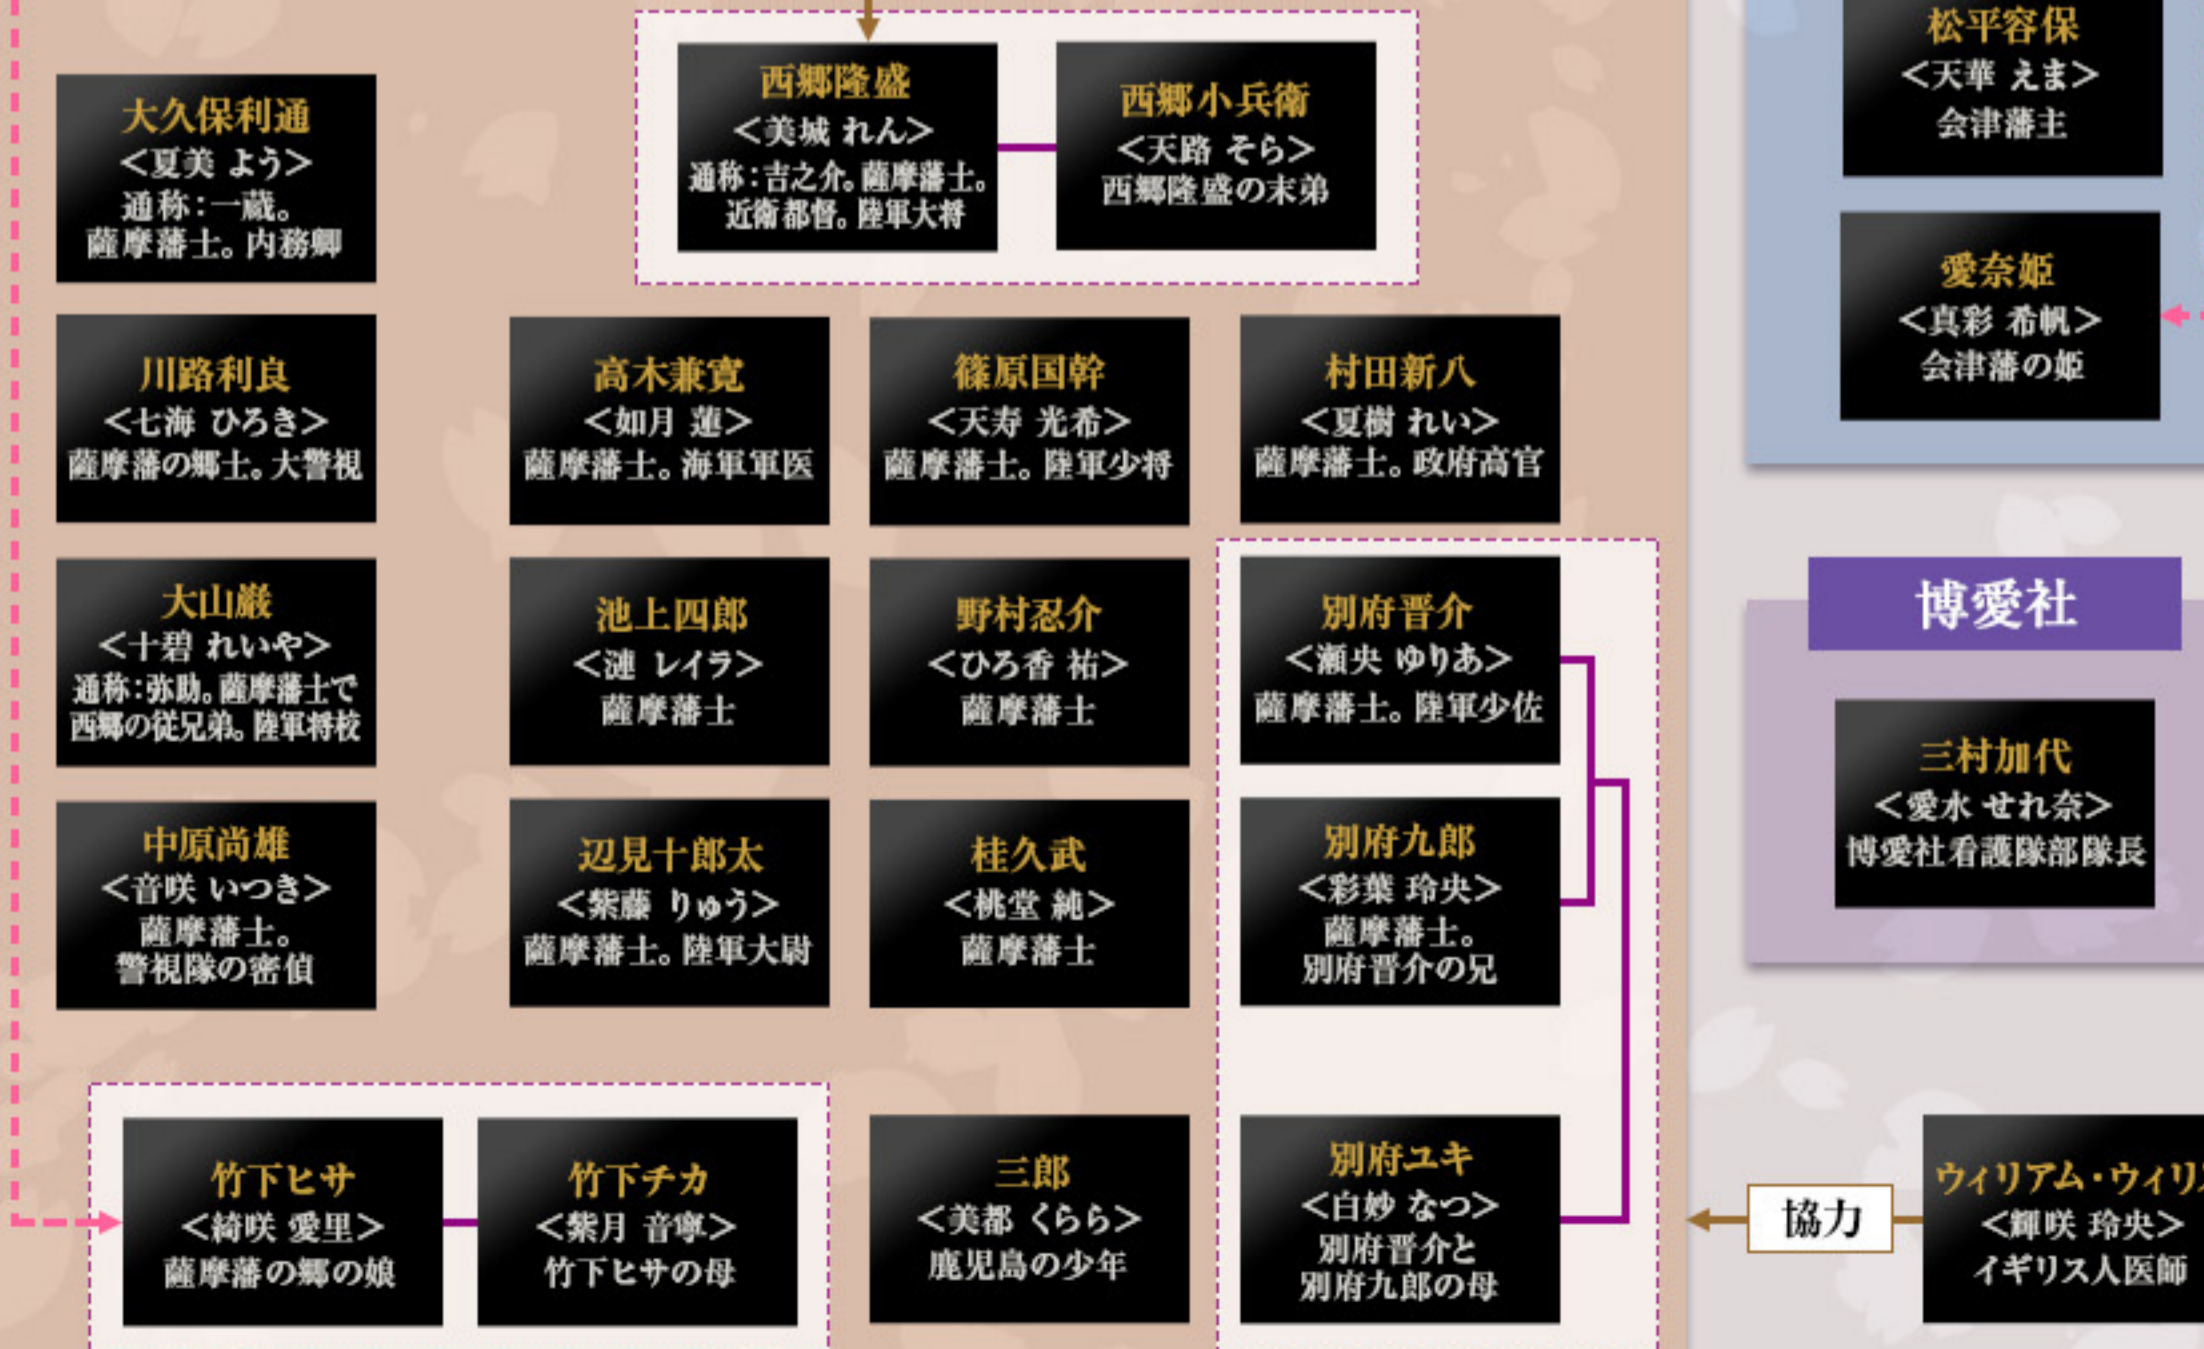 西郷隆盛
<美城 れん>
通称:吉之介。薩摩藩士。
近衛都督。陸軍大将
西郷小兵衛
<天路 そら>
西郷隆盛の末弟
大久保利通
<夏美 よう>
通称:一蔵。
薩摩藩士。内務卿
川路利良
<七海 ひろき>
薩摩藩の郷士。大警視
高木兼寛
<如月 蓮>
薩摩藩士。海軍軍医
篠原国幹
<天寿 光希>
薩摩藩士。陸軍少将
村田新八
<夏樹 れい>
薩摩藩士。政府高官
大山巌
<十碧 れいや>
通称:弥助。薩摩藩士で
西郷の従兄弟。陸軍将校
池上四郎
<漣 レイラ>
薩摩藩士
野村忍介
<ひろ香 祐>
薩摩藩士
別府晋介
<瀬央 ゆりあ>
薩摩藩士。陸軍少佐
中原尚雄
<音咲 いつき>
薩摩藩士。
警視隊の密偵
辺見十郎太
<紫藤 りゅう>
薩摩藩士。陸軍大尉
桂久武
<桃堂 純>
薩摩藩士
別府九郎
<彩葉 玲央>
薩摩藩士。
別府晋介の兄
竹下ヒサ
<綺咲 愛里>
薩摩藩の郷の娘
竹下チカ
<紫月 音寧>
竹下ヒサの母
三郎
<美都 くらら>
鹿児島の少年
別府ユキ
<白妙 なつ>
別府晋介と
別府九郎の母
松平容保
<天華 えま>
会津藩主
愛奈姫
<真彩 希帆>
会津藩の姫
博愛社
三村加代
<愛水 せれ奈>
博愛社看護隊部隊長
協力
ウィリアム・ウィリ
<輝咲 玲央>
イギリス人医師